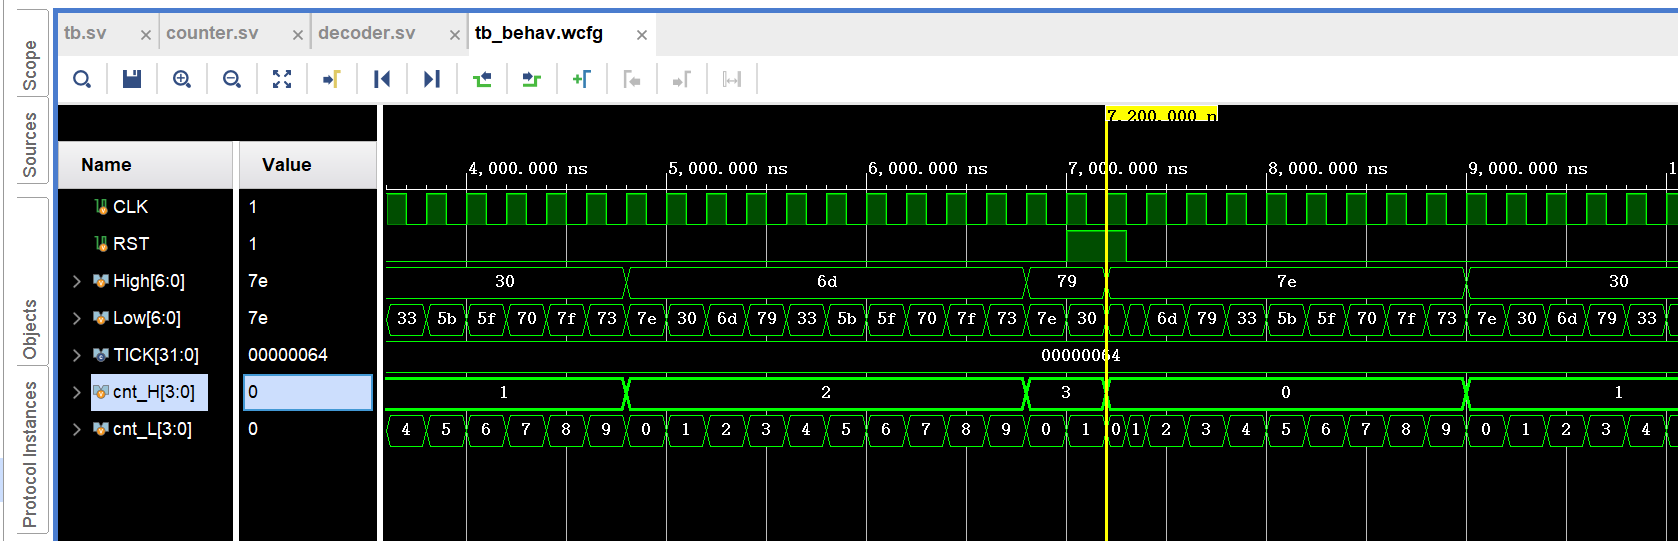 Scope
Sources
Objects
Protocol Instances
tb.sv × counter.sv × decoder.sv × tb_behav.wcfg ×
7,200.000 n
Name Value
4,000.000 ns 5,000.000 ns 6,000.000 ns 7,000.000 ns 8,000.000 ns 9,000.000 ns 1
CLK 1
RST 1
High[6:0] 7e 30 6d 79 7e 30
Low[6:0] 7e 33 5b 5f 70 7f 73 7e 30 6d 79 33 5b 5f 70 7f 73 7e 30 6d 79 33 5b 5f 70 7f 73 7e 30 6d 79 33
TICK[31:0] 00000064 00000064
cnt_H[3:0] 0 1 2 3 0 1
cnt_L[3:0] 0 4 5 6 7 8 9 0 1 2 3 4 5 6 7 8 9 0 1 0 1 2 3 4 5 6 7 8 9 0 1 2 3 4